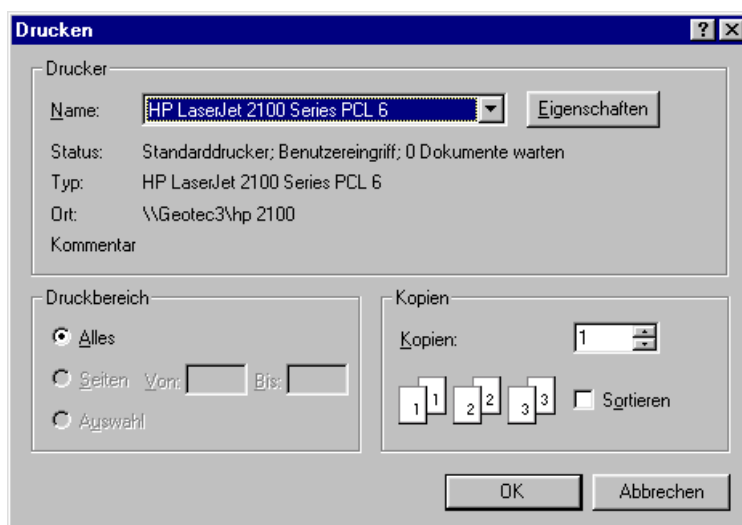 Drucken
Drucker
Name: HP LaserJet 2100 Series PCL 6 Eigenschaften
Status: Standarddrucker; Benutzereingriff; 0 Dokumente warten
Typ: HP LaserJet 2100 Series PCL 6
Ort: \\Geotec3\hp 2100
Kommentar
Druckbereich
Alles
Seiten Von: Bis:
Auswahl
Kopien
Kopien: 1
1 1 2 2 3 3 Sortieren
OK Abbrechen